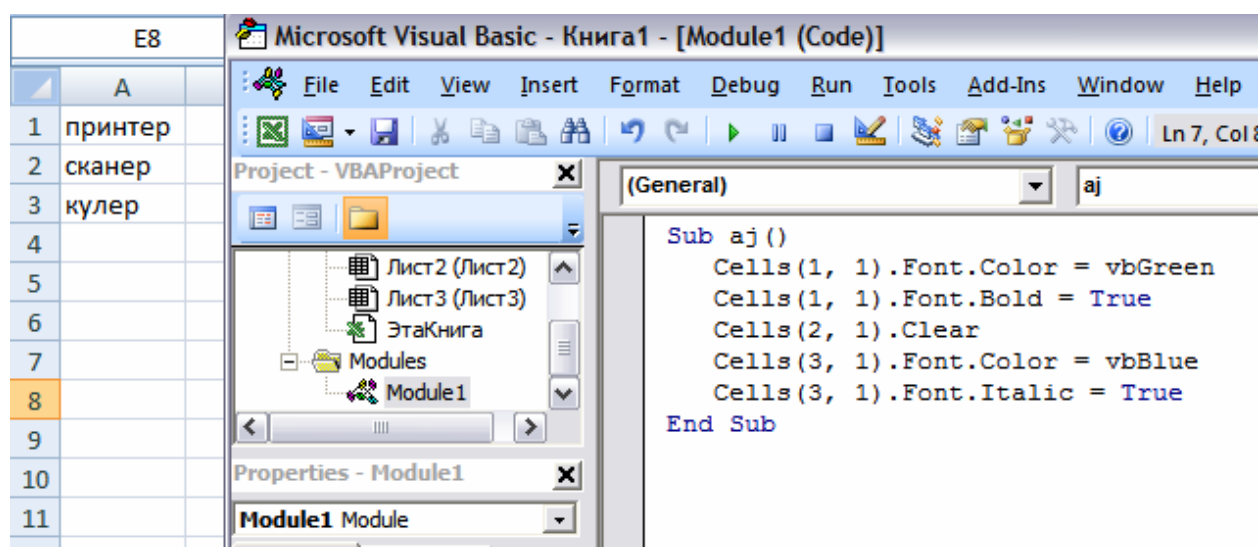 E8
A
1 принтер
2 сканер
3 кулер
4
5
6
7
8
9
10
11
Microsoft Visual Basic - Книга1 - [Module1 (Code)]
File Edit View Insert Format Debug Run Tools Add-Ins Window Help
Ln 7, Col 8
Project - VBAProject
Лист2 (Лист2)
Лист3 (Лист3)
ЭтаКнига
Modules
Module1
Properties - Module1
Module1 Module
(General) aj
Sub aj()
Cells(1, 1).Font.Color = vbGreen
Cells(1, 1).Font.Bold = True
Cells(2, 1).Clear
Cells(3, 1).Font.Color = vbBlue
Cells(3, 1).Font.Italic = True
End Sub